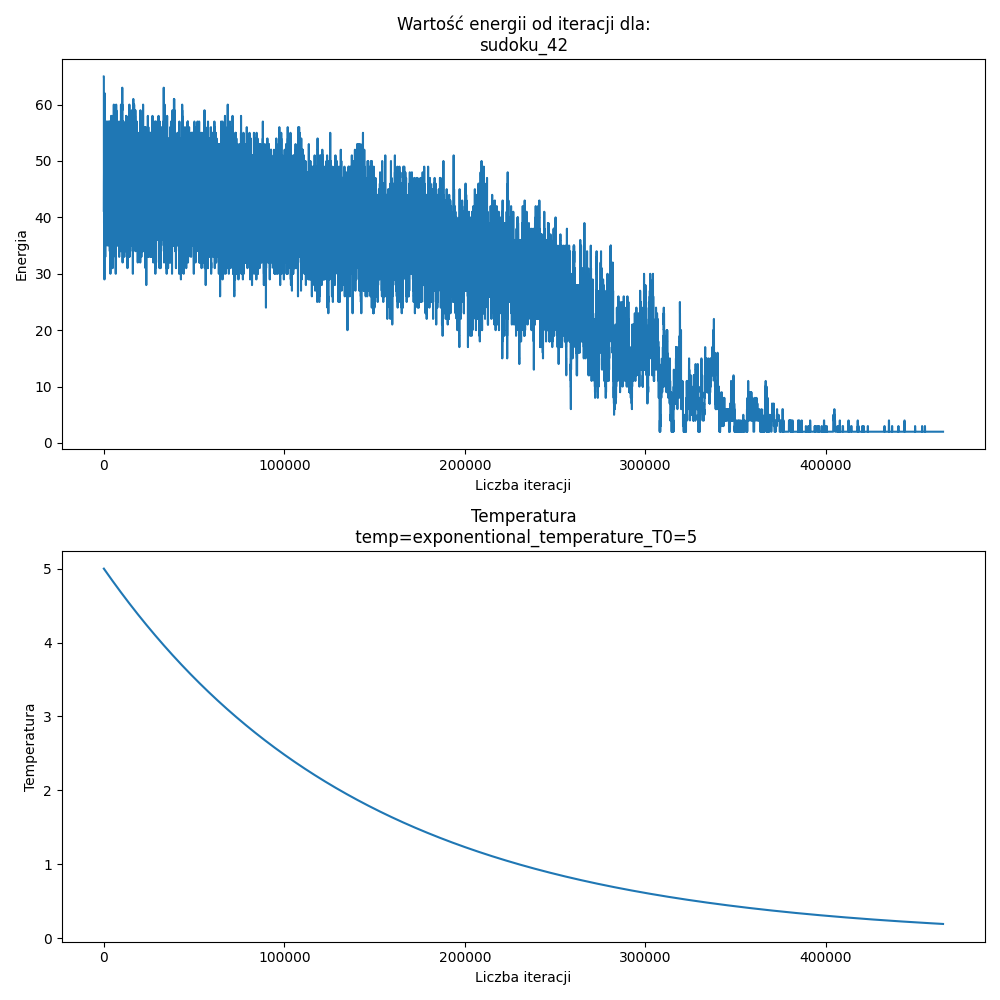 Wartość energii od iteracji dla:
sudoku_42
Energia
60
50
40
30
20
10
0
0 100000 200000 300000 400000
Liczba iteracji
Temperatura
temp=exponentional_temperature_T0=5
Temperatura
5
4
3
2
1
0
0 100000 200000 300000 400000
Liczba iteracji